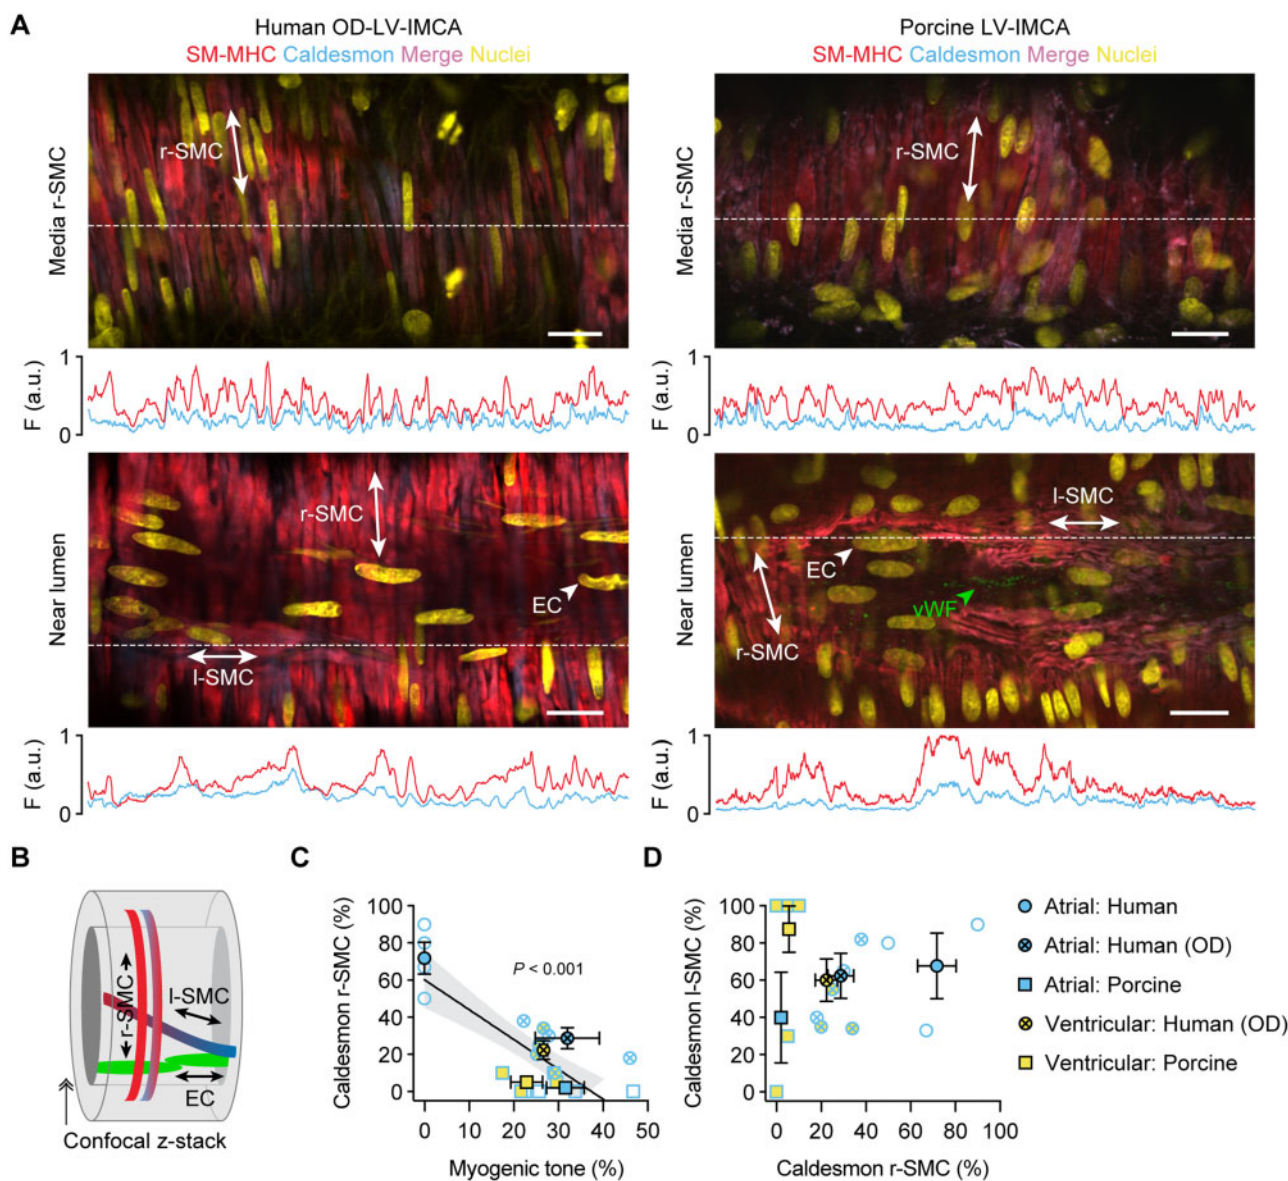 A
Human OD-LV-IMCA
SM-MHC Caldesmon Merge Nuclei
Porcine LV-IMCA
SM-MHC Caldesmon Merge Nuclei
Media r-SMC
r-SMC
Media r-SMC
r-SMC
F (a.u.)
1
0
F (a.u.)
1
0
Near lumen
r-SMC
EC
l-SMC
Near lumen
l-SMC
EC
vWF
r-SMC
F (a.u.)
1
0
F (a.u.)
1
0
B
r-SMC
l-SMC
EC
Confocal z-stack
C
Caldesmon r-SMC (%)
100
80
60
40
20
0
P < 0.001
0 10 20 30 40 50
Myogenic tone (%)
D
Caldesmon l-SMC (%)
100
80
60
40
20
0
0 20 40 60 80 100
Caldesmon r-SMC (%)
Atrial: Human
Atrial: Human (OD)
Atrial: Porcine
Ventricular: Human (OD)
Ventricular: Porcine